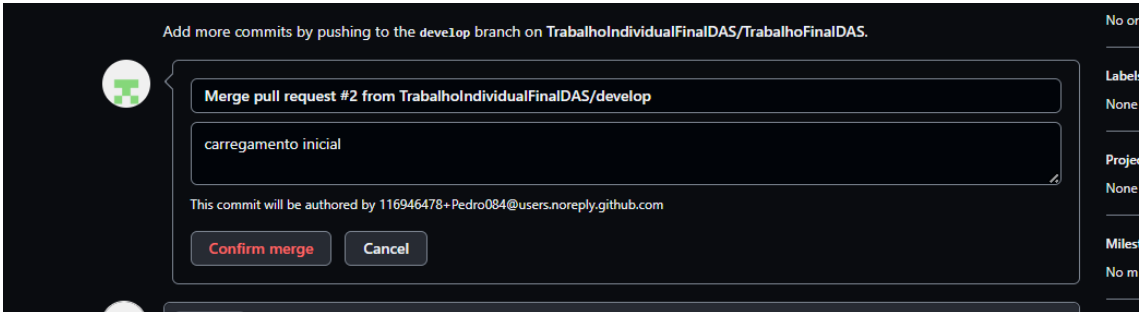 Add more commits by pushing to the develop branch on TrabalhoIndividualFinalDAS/TrabalhoFinalDAS.
Merge pull request #2 from TrabalhoIndividualFinalDAS/develop
carregamento inicial
This commit will be authored by 116946478+Pedro084@users.noreply.github.com
Confirm merge
Cancel
No
Labels
None
None
No